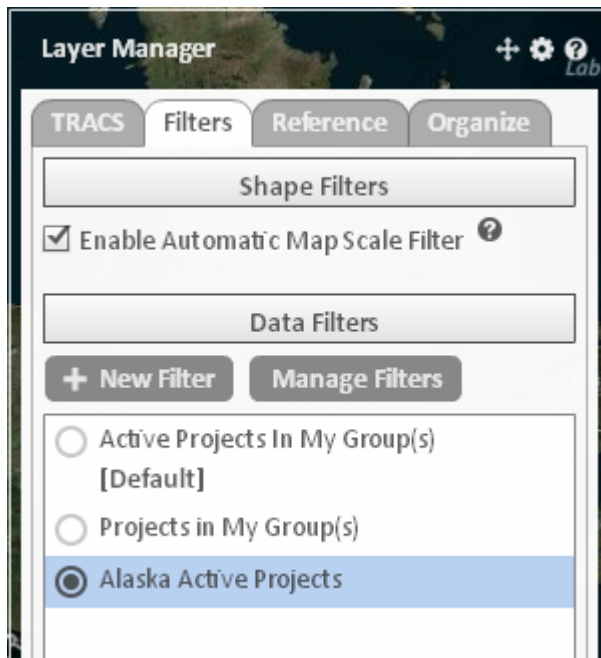 Layer Manager
Lab
TRACS Filters Reference Organize
Shape Filters
Enable Automatic Map Scale Filter ?
Data Filters
+ New Filter Manage Filters
Active Projects In My Group(s)
[Default]
Projects in My Group(s)
Alaska Active Projects